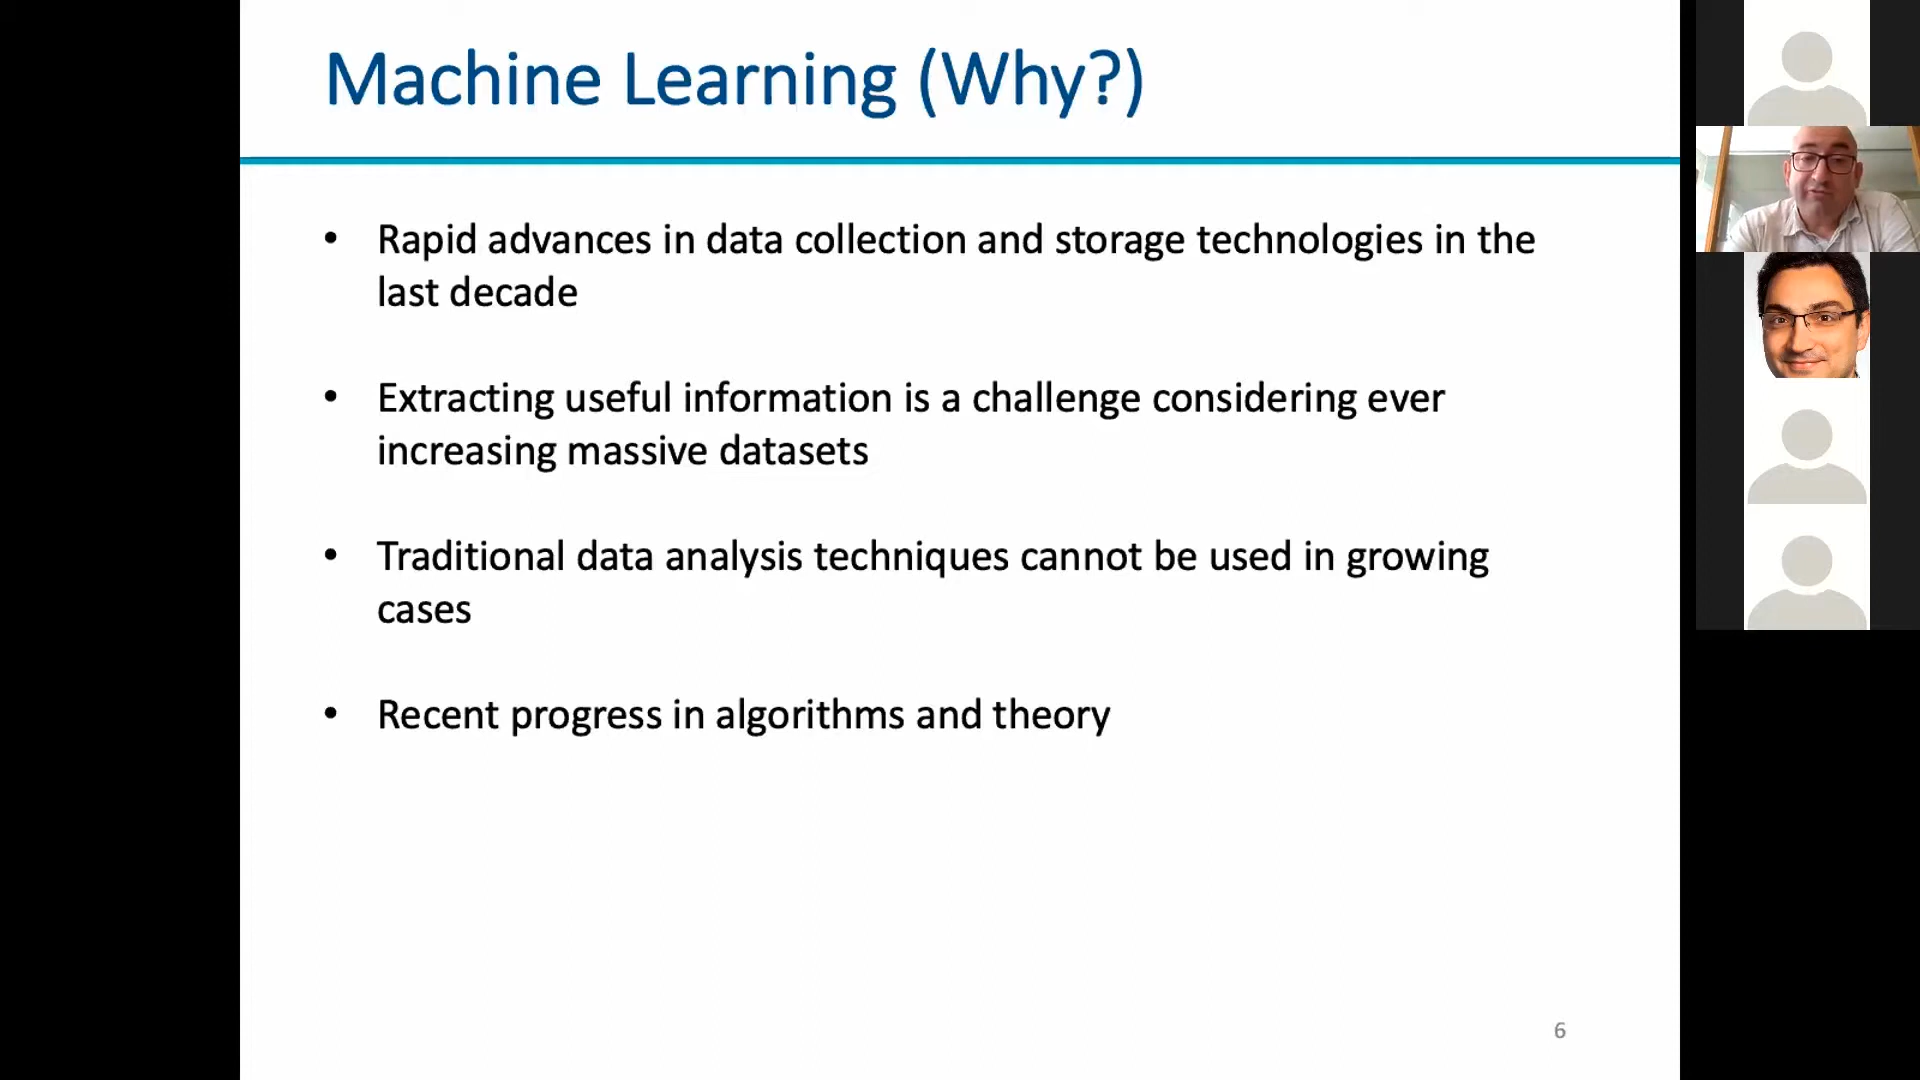 Machine Learning (Why?)
• Rapid advances in data collection and storage technologies in the
last decade
• Extracting useful information is a challenge considering ever
increasing massive datasets
• Traditional data analysis techniques cannot be used in growing
cases
• Recent progress in algorithms and theory
6